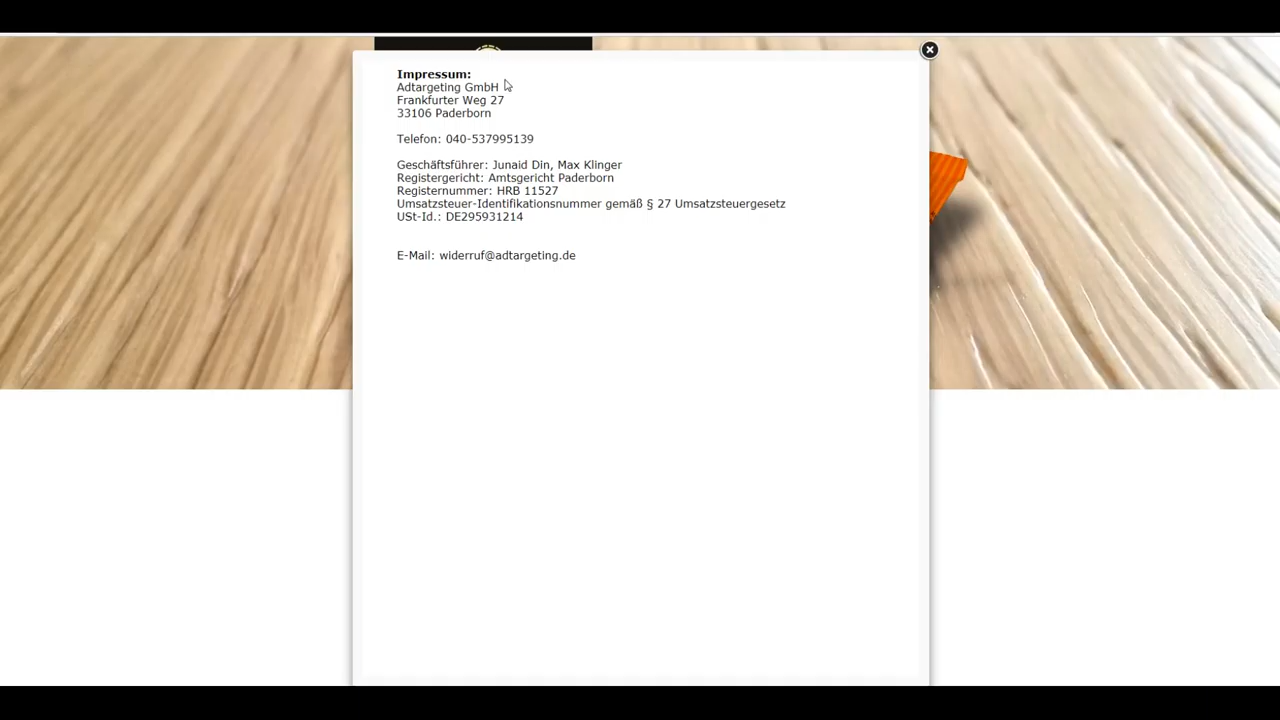 Impressum:
Adtargeting GmbH
Frankfurter Weg 27
33106 Paderborn
Telefon: 040-537995139
Geschäftsführer: Junaid Din, Max Klinger
Registergericht: Amtsgericht Paderborn
Registernummer: HRB 11527
Umsatzsteuer-Identifikationsnummer gemäß § 27 Umsatzsteuergesetz
USt-Id.: DE295931214
E-Mail: widerruf@adtargeting.de